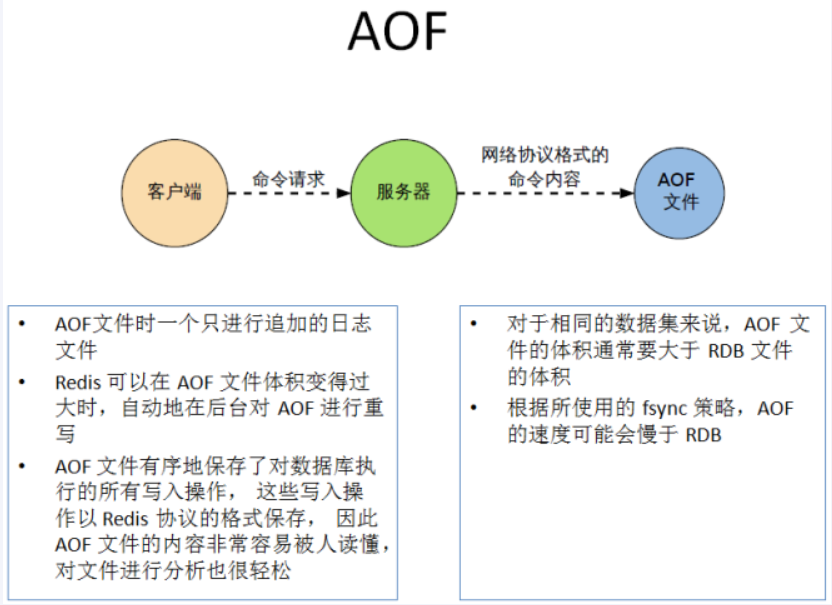 AOF
客户端
命令请求
服务器
网络协议格式的
命令内容
AOF
文件
• AOF文件时一个只进行追加的日志
文件
• Redis 可以在 AOF 文件体积变得过
大时，自动地在后台对 AOF 进行重
写
• AOF 文件有序地保存了对数据库执
行的所有写入操作， 这些写入操
作以 Redis 协议的格式保存， 因此
AOF 文件的内容非常容易被人读懂，
对文件进行分析也很轻松
• 对于相同的数据集来说，AOF 文
件的体积通常要大于 RDB 文件
的体积
• 根据所使用的 fsync 策略，AOF
的速度可能会慢于 RDB